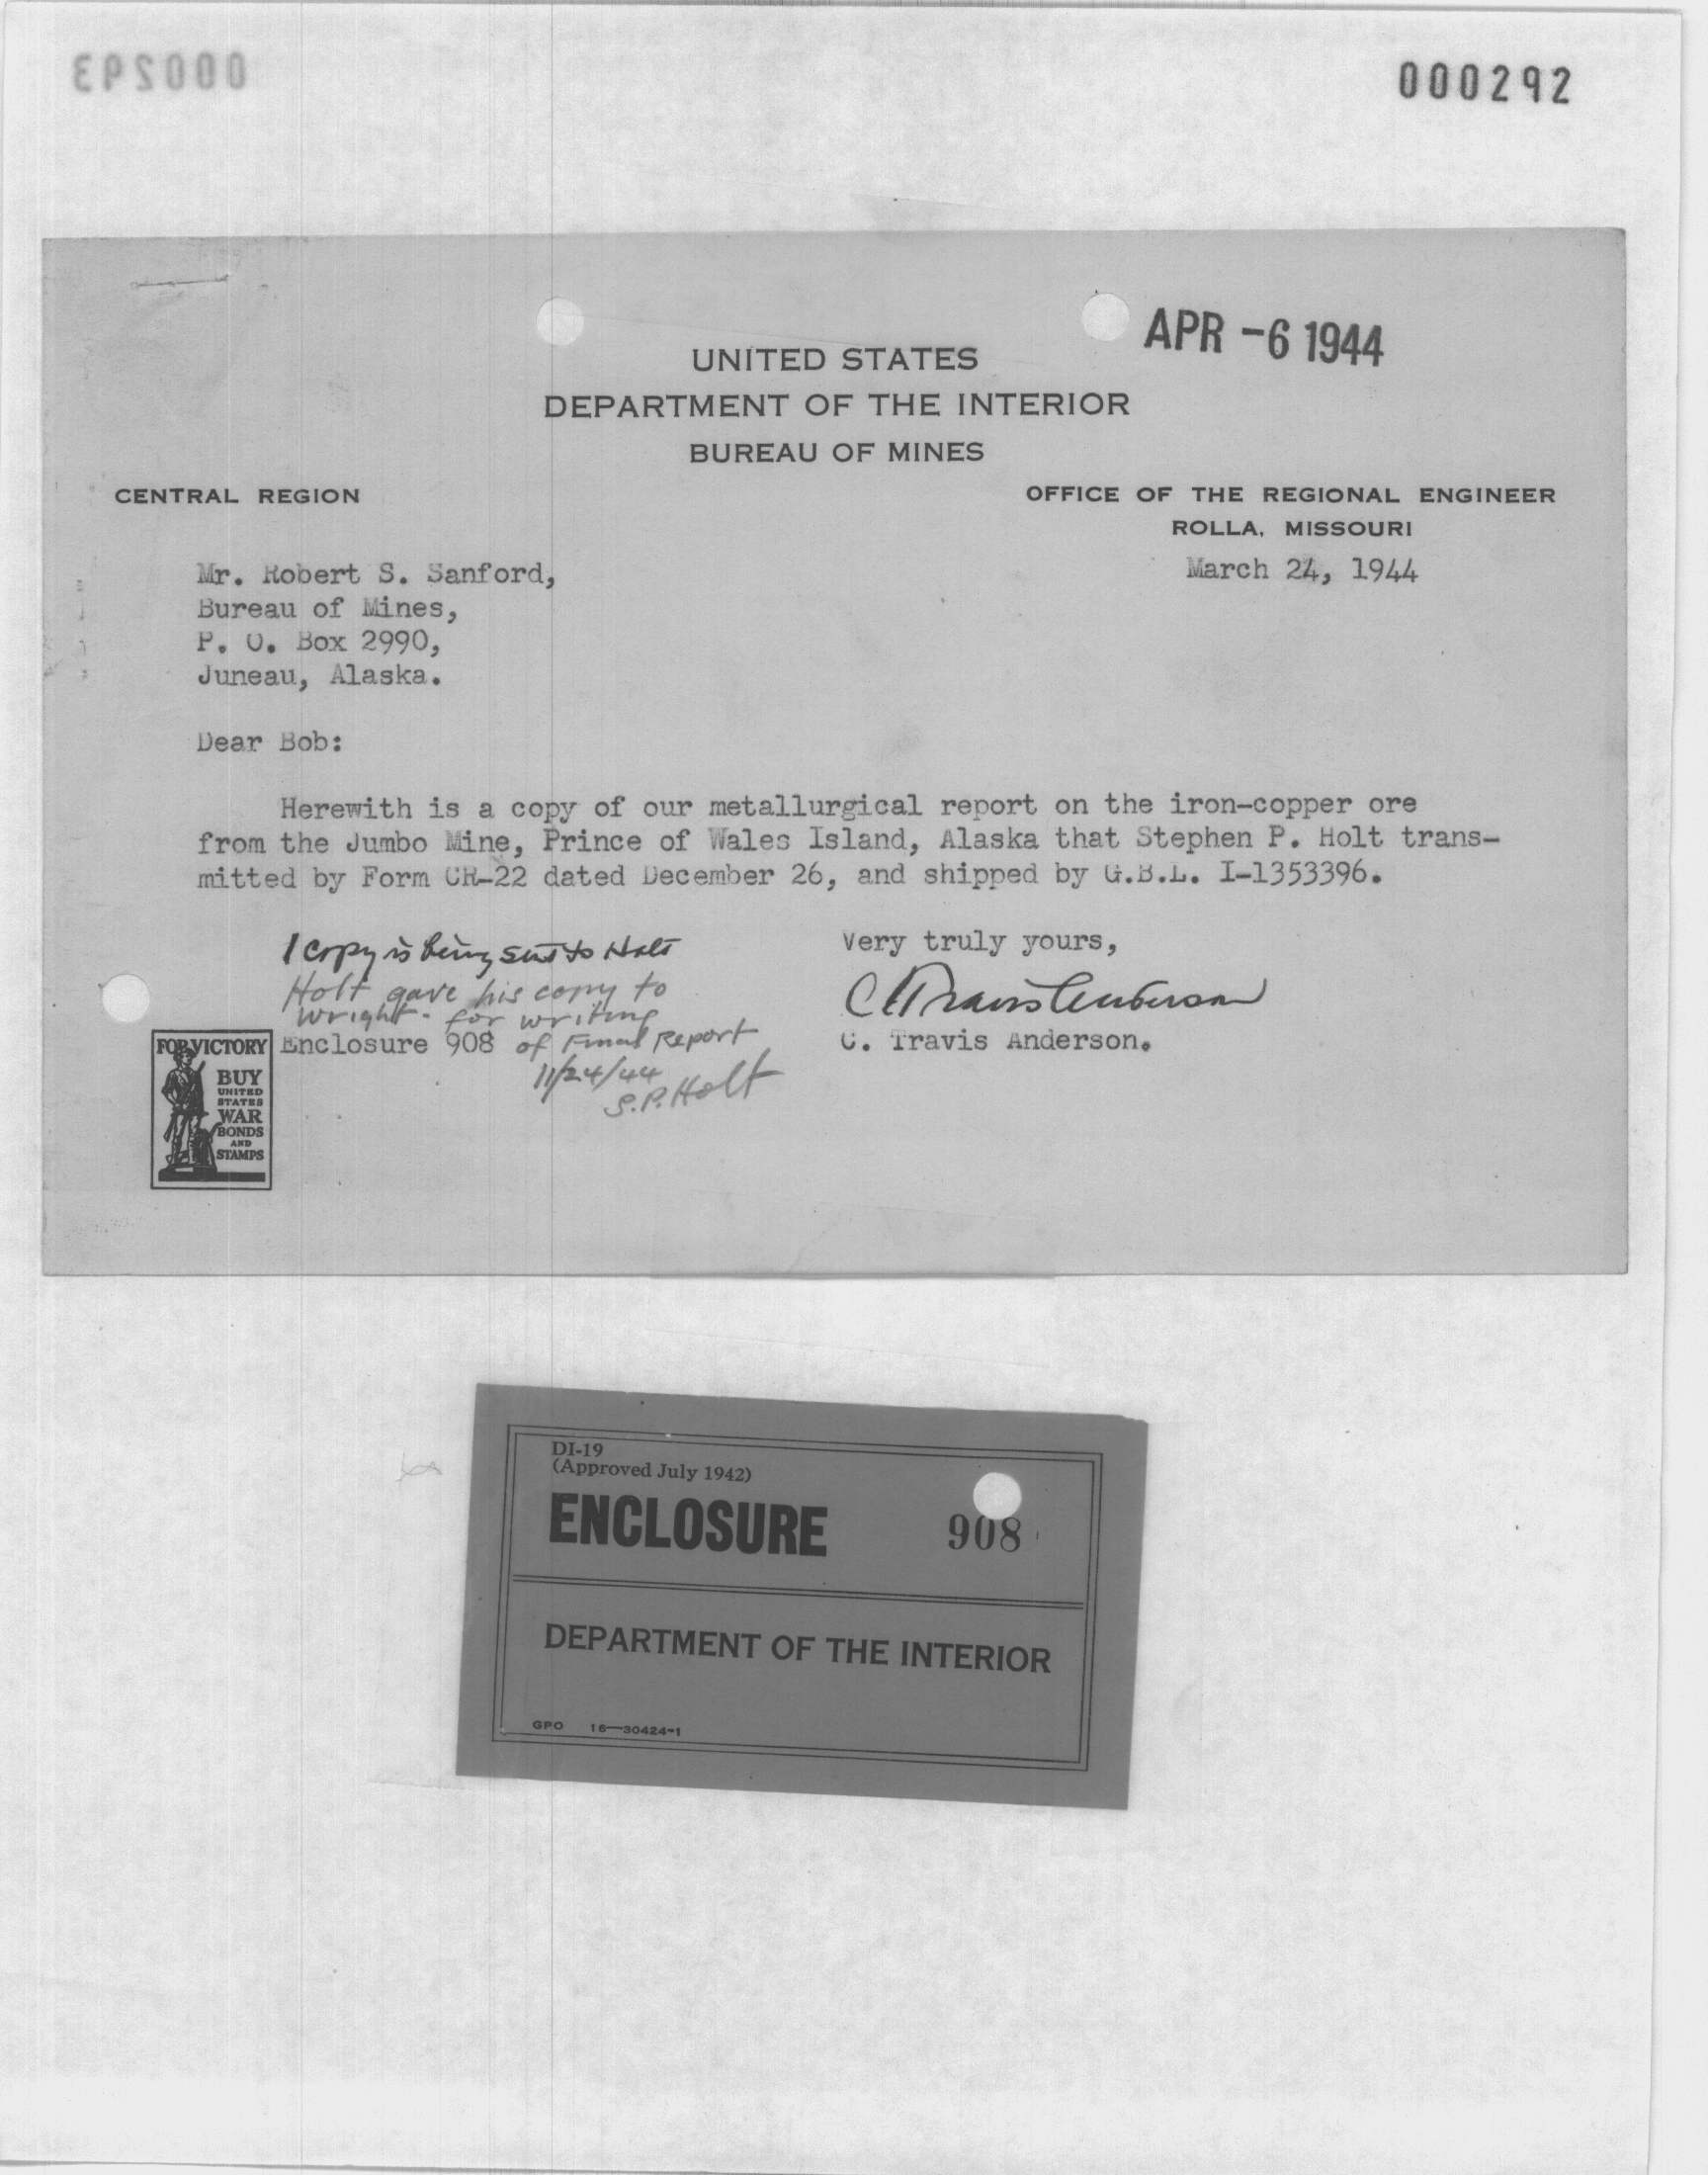 000293
000292
APR -6 1944
UNITED STATES
DEPARTMENT OF THE INTERIOR
BUREAU OF MINES
CENTRAL REGION
OFFICE OF THE REGIONAL ENGINEER
ROLLA, MISSOURI
March 24, 1944
Mr. Robert S. Sanford,
Bureau of Mines,
P. O. Box 2990,
Juneau, Alaska.
Dear Bob:
Herewith is a copy of our metallurgical report on the iron-copper ore
from the Jumbo Mine, Prince of Wales Island, Alaska that Stephen P. Holt trans-
mitted by Form CR-22 dated December 26, and shipped by G.B.L. I-1353396.
Very truly yours,
C. Travis Anderson
C. Travis Anderson.
1 copy is being sent to Holt
Holt gave his copy to
Wright - for writing
of Final Report
11/24/44
S.P. Holt
Enclosure 908
FOR VICTORY
BUY
UNITED
STATES
WAR
BONDS
AND
STAMPS
DI-19
(Approved July 1942)
ENCLOSURE 908
DEPARTMENT OF THE INTERIOR
GPO 16—30424-1